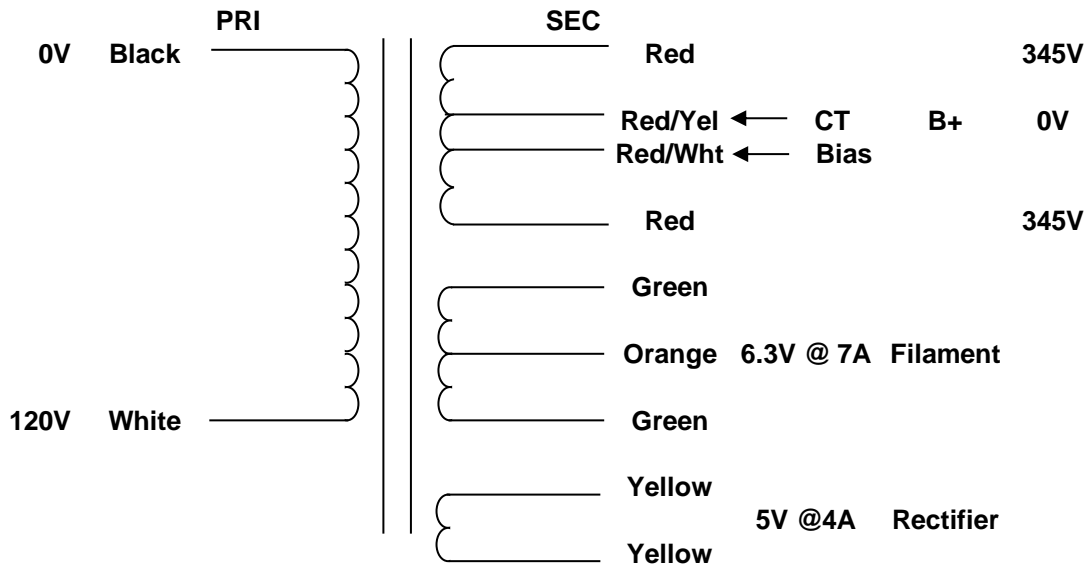 PRI SEC
0V Black Red 345V
Red/Yel CT B+ 0V
Red/Wht Bias
Red 345V
Green
Orange 6.3V @ 7A Filament
120V White Green
Yellow
5V @4A Rectifier
Yellow